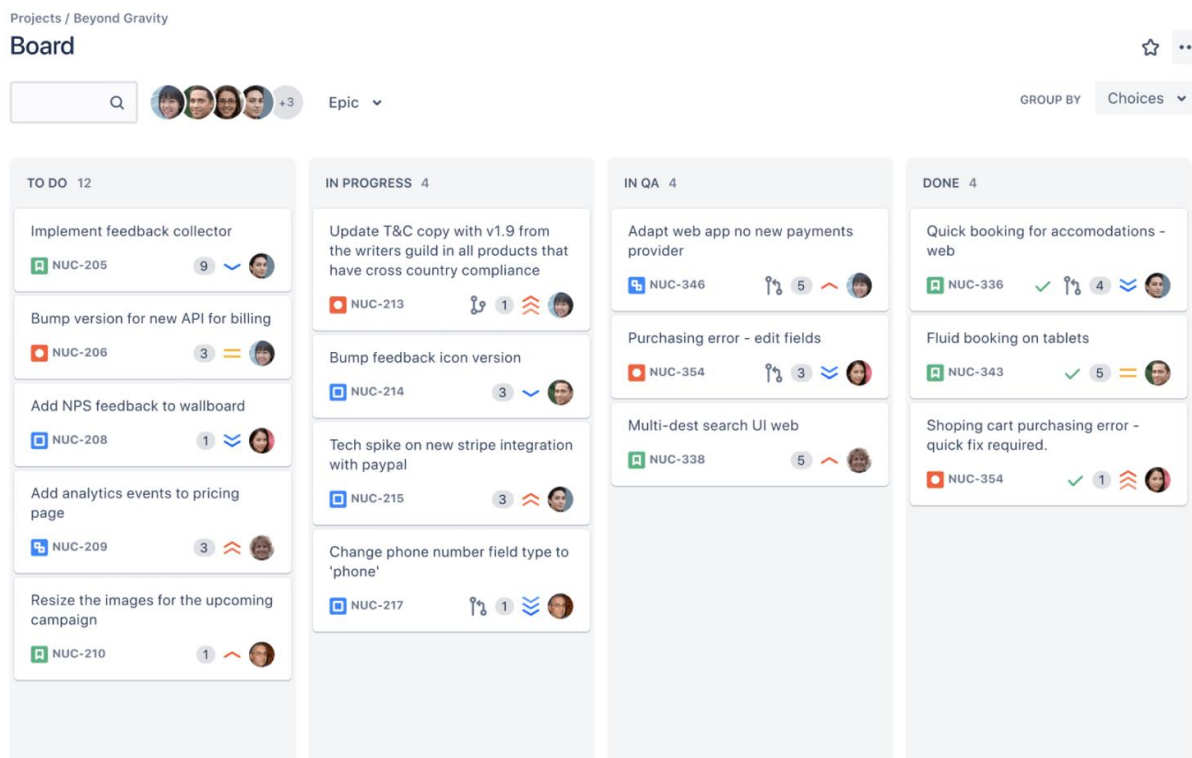 Projects / Beyond Gravity
Board
+3
Epic
GROUP BY
Choices
TO DO 12
Implement feedback collector
NUC-205
9
Bump version for new API for billing
NUC-206
3
Add NPS feedback to wallboard
NUC-208
1
Add analytics events to pricing
page
NUC-209
3
Resize the images for the upcoming
campaign
NUC-210
1
IN PROGRESS 4
Update T&C copy with v1.9 from
the writers guild in all products that
have cross country compliance
NUC-213
1
Bump feedback icon version
NUC-214
3
Tech spike on new stripe integration
with paypal
NUC-215
3
Change phone number field type to
'phone'
NUC-217
1
IN QA 4
Adapt web app no new payments
provider
NUC-346
5
Purchasing error - edit fields
NUC-354
3
Multi-dest search UI web
NUC-338
5
DONE 4
Quick booking for accomodations -
web
NUC-336
4
Fluid booking on tablets
NUC-343
5
Shoping cart purchasing error -
quick fix required.
NUC-354
1